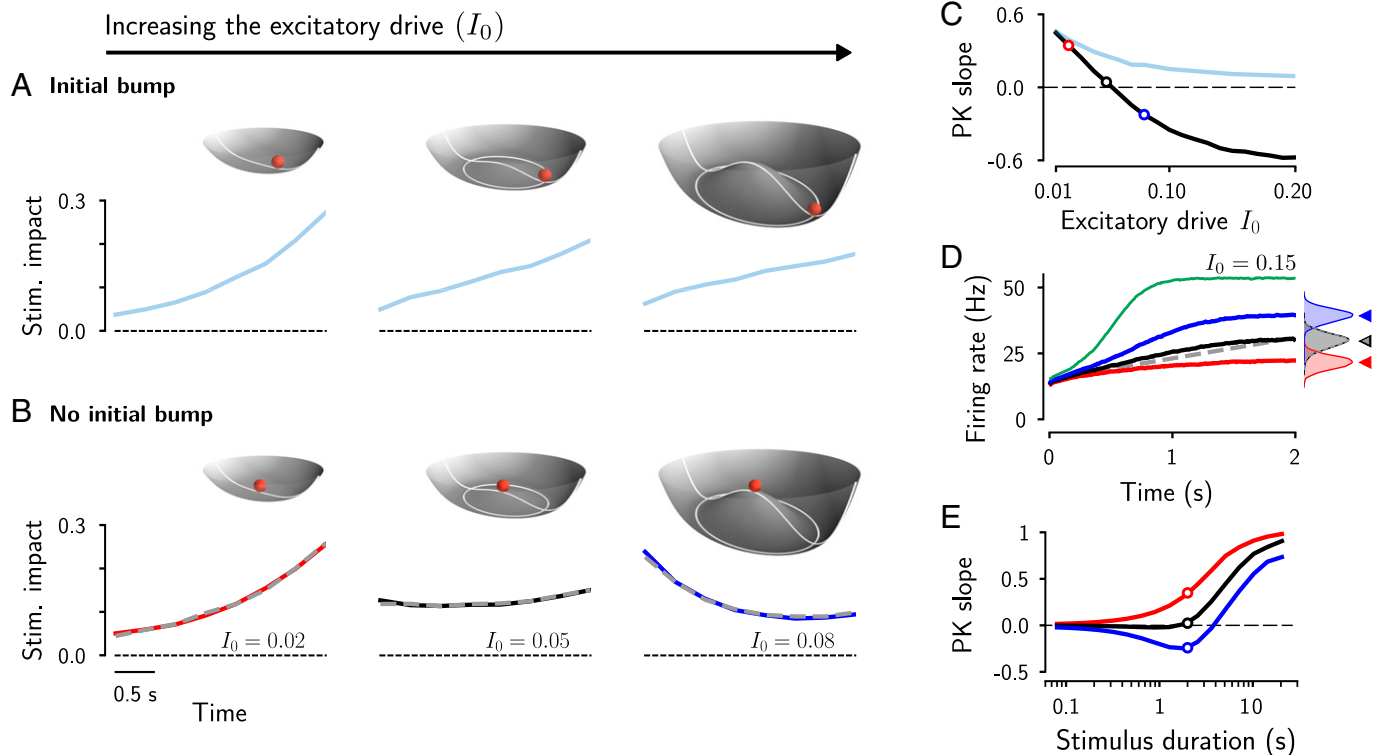 Increasing the excitatory drive (I₀)
A Initial bump
Stim. impact
0.3
0.0
B No initial bump
Stim. impact
0.3
0.0
I₀ = 0.02
I₀ = 0.05
I₀ = 0.08
0.5 s
Time
C
PK slope
0.6
0.0
-0.6
0.01
0.10
0.20
Excitatory drive I₀
D
I₀ = 0.15
Firing rate (Hz)
50
25
0
0
1
2
Time (s)
E
PK slope
1
0.5
0.0
-0.5
0.1
1
10
Stimulus duration (s)